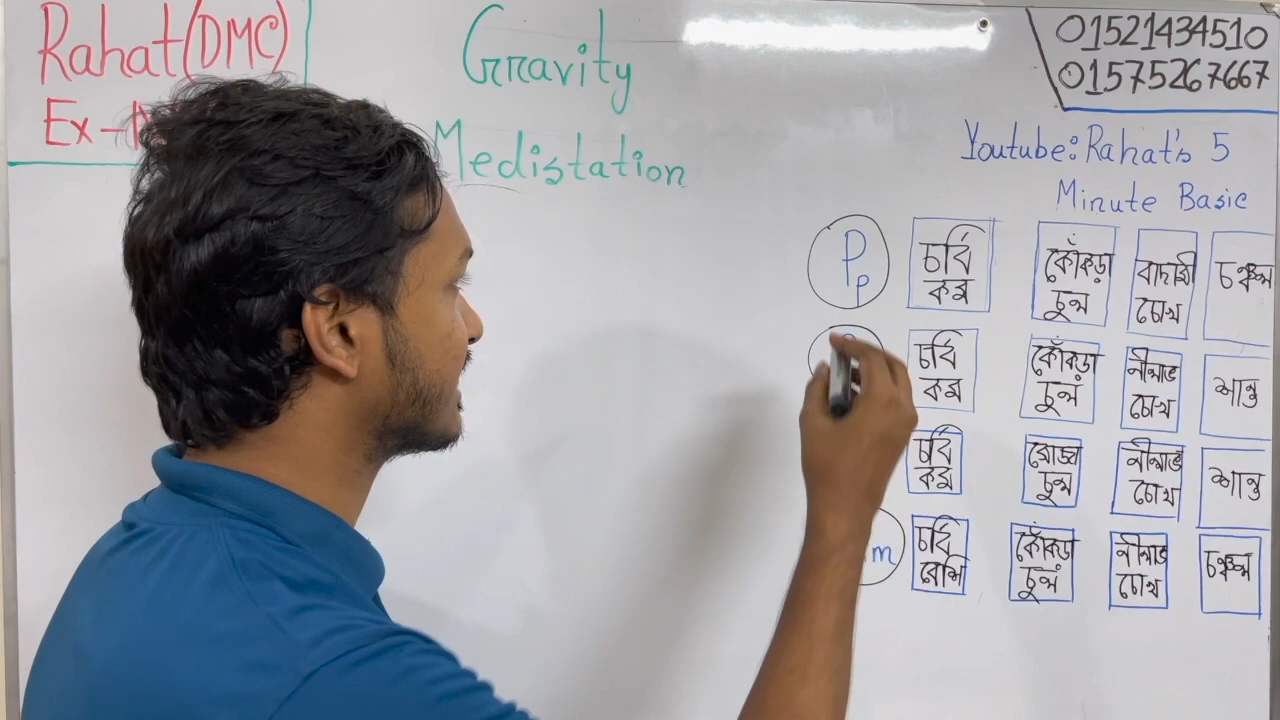 Rahat(DMC)
Ex-
Gravity
Medistation
01521434510
01575267667
Youtube: Rahat's 5
Minute Basic
Pp
চর্বি
কম
কোঁকড়া
চুল
বাদামী
চোখ
চঞ্চল
চর্বি
কম
কোঁকড়া
চুল
নীলাভ
চোখ
শান্ত
চর্বি
কম
সোজা
চুল
নীলাভ
চোখ
শান্ত
m
চর্বি
বেশি
কোঁকড়া
চুল
নীলাভ
চোখ
চঞ্চল